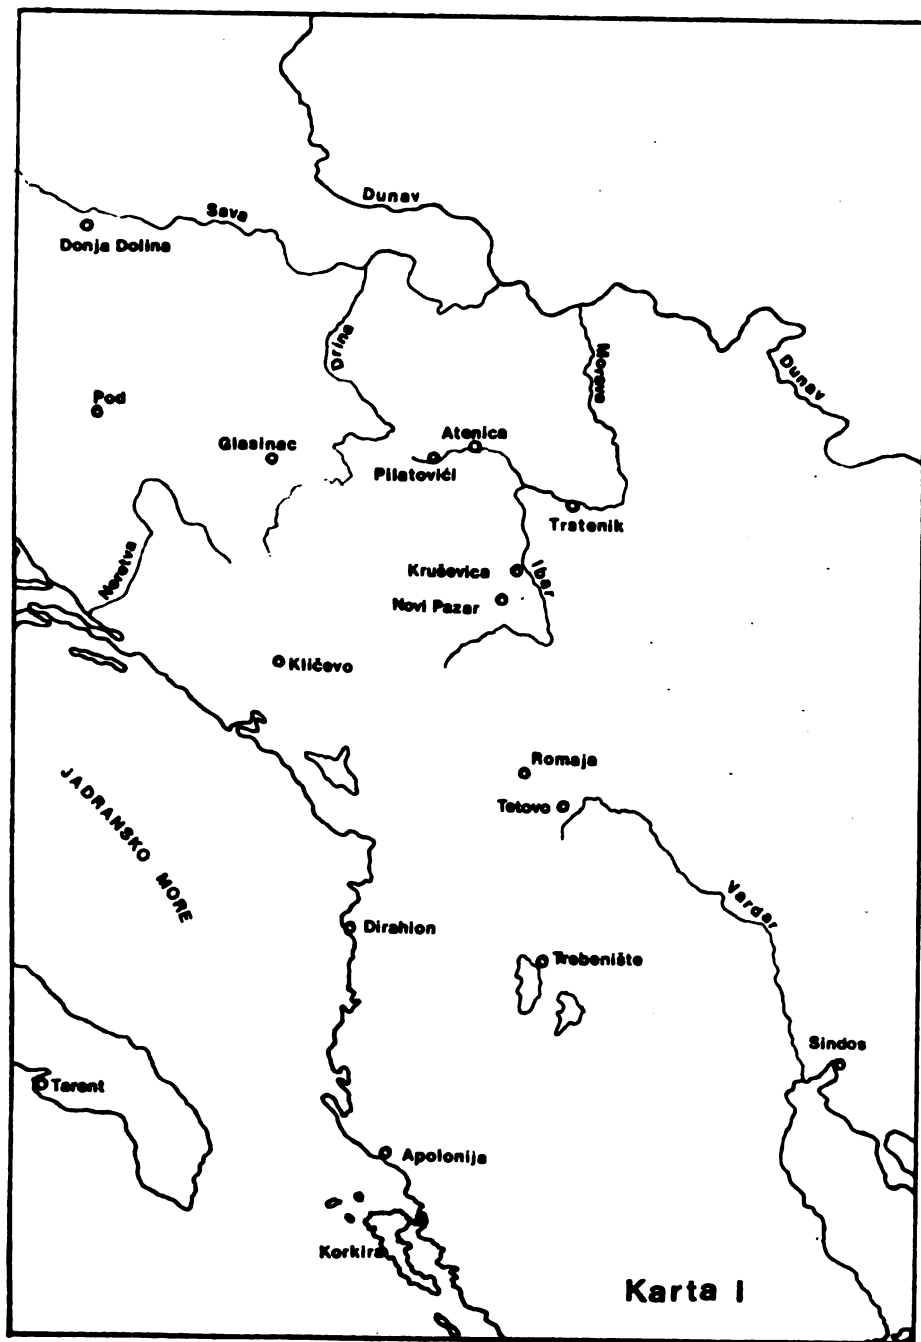 Dunav
Sava
Donja Dolina
Drina
Morava
Dunav
Pod
Atenica
Glasinac
Pilatovići
Tratenik
Neretva
Kruševica
Ibar
Novi Pazar
Kličevo
Romaja
JADRANSKO MORE
Tetovo
Vardar
Dirahion
Trebenište
Sindos
Tarent
Apolonija
Korkira
Karta I